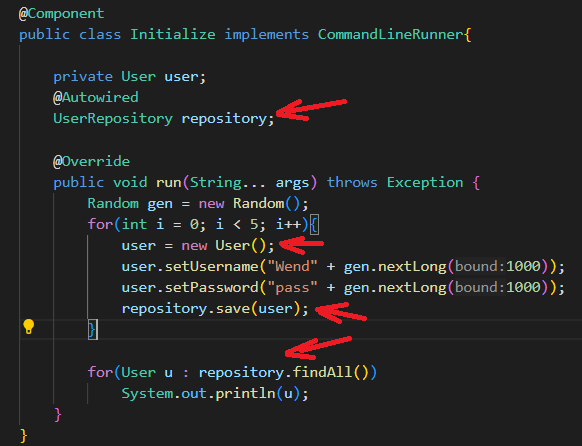 @Component
public class Initialize implements CommandLineRunner{
private User user;
@Autowired
UserRepository repository;
@Override
public void run(String... args) throws Exception {
Random gen = new Random();
for(int i = 0; i < 5; i++){
user = new User();
user.setUsername("Wend" + gen.nextLong(bound:1000));
user.setPassword("pass" + gen.nextLong(bound:1000));
repository.save(user);
}
for(User u : repository.findAll())
System.out.println(u);
}
}